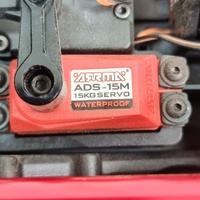 ARRMA
ADS-15M
15KG SERVO
WATERPROOF